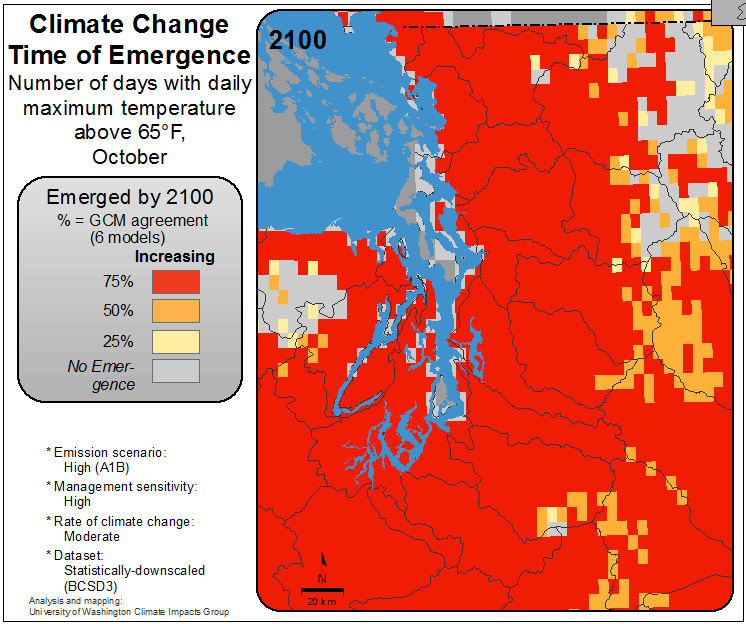 Climate Change
Time of Emergence
Number of days with daily
maximum temperature
above 65°F,
October
Emerged by 2100
% = GCM agreement
(6 models)
Increasing
75%
50%
25%
No Emer-
gence
* Emission scenario:
High (A1B)
* Management sensitivity:
High
* Rate of climate change:
Moderate
* Dataset:
Statistically-downscaled
(BCSD3)
Analysis and mapping:
University of Washington Climate Impacts Group
2100
N
20 km